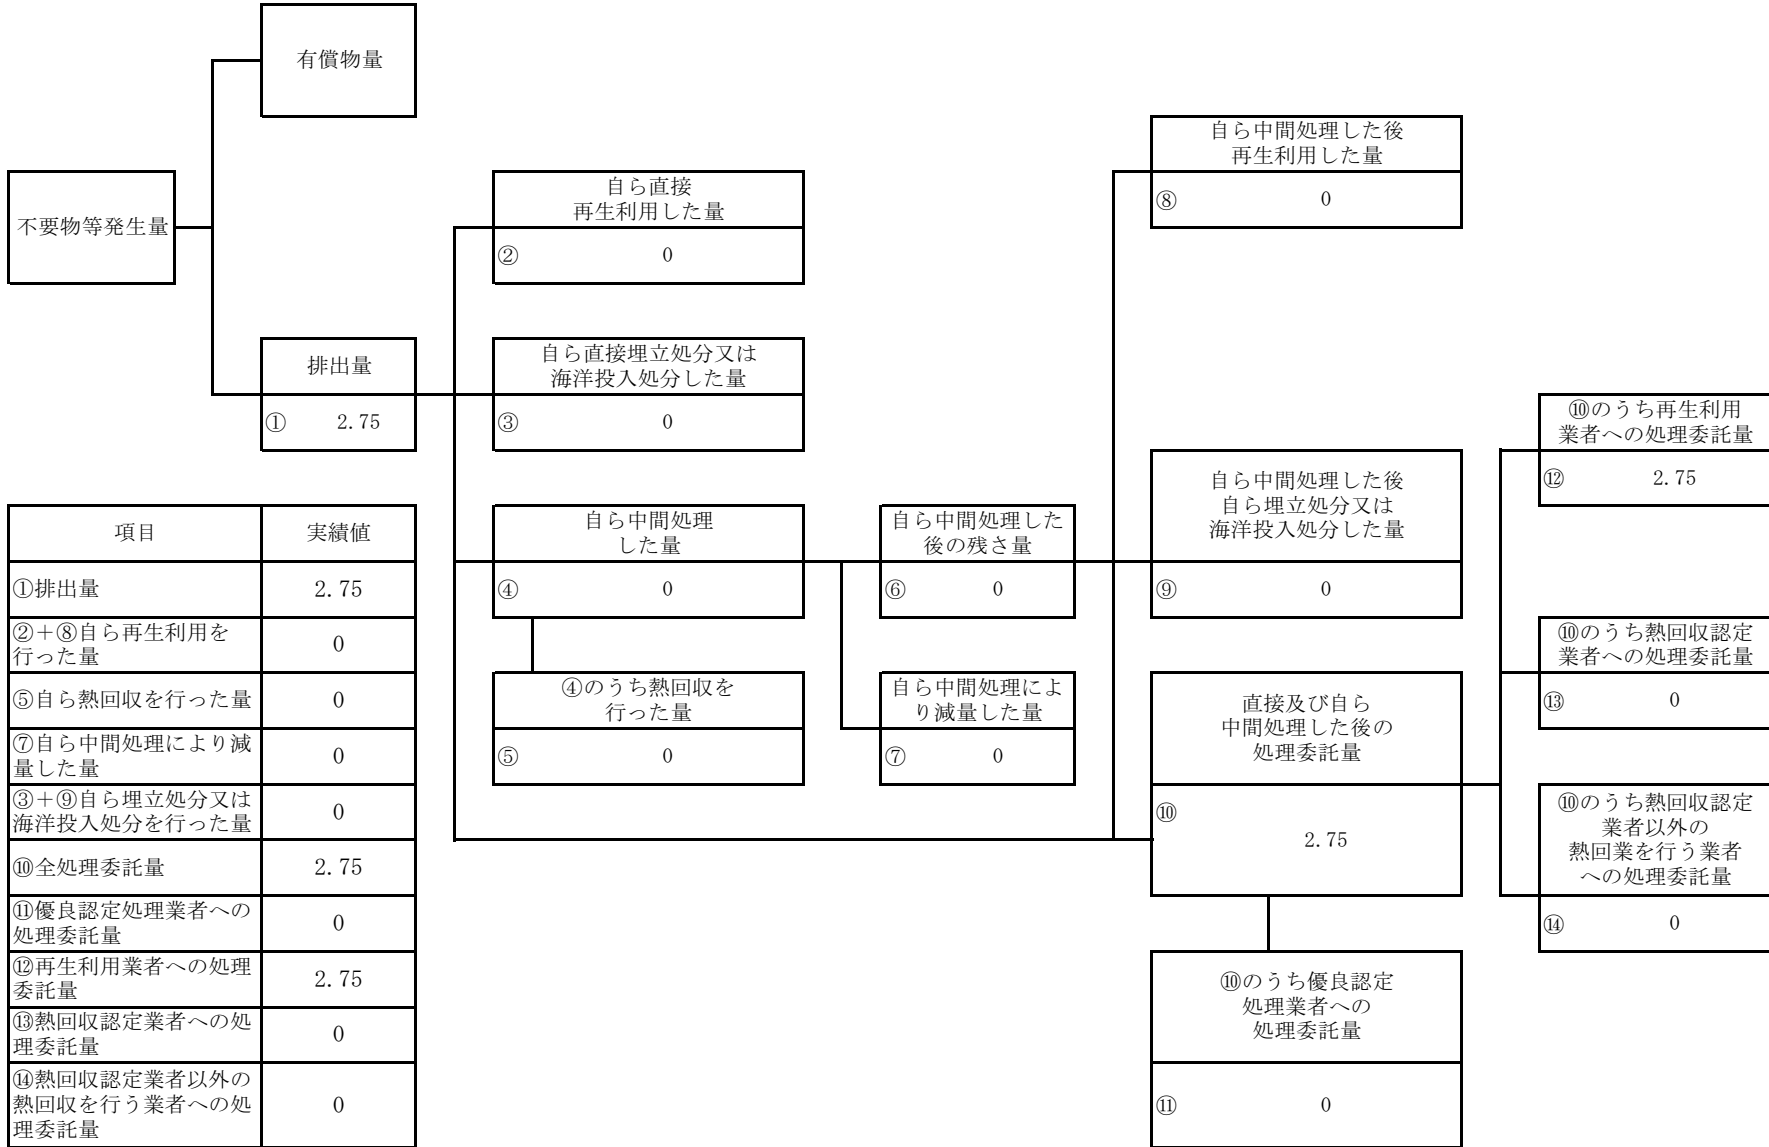 有償物量
不要物等発生量
排出量
① 2.75
自ら直接
再生利用した量
② 0
自ら直接埋立処分又は
海洋投入処分した量
③ 0
自ら中間処理
した量
④ 0
④のうち熱回収を
行った量
⑤ 0
自ら中間処理した
後の残さ量
⑥ 0
自ら中間処理によ
り減量した量
⑦ 0
自ら中間処理した後
再生利用した量
⑧ 0
自ら中間処理した後
自ら埋立処分又は
海洋投入処分した量
⑨ 0
直接及び自ら
中間処理した後の
処理委託量
⑩
2.75
⑩のうち優良認定
処理業者への
処理委託量
⑪ 0
⑩のうち再生利用
業者への処理委託量
⑫ 2.75
⑩のうち熱回収認定
業者への処理委託量
⑬ 0
⑩のうち熱回収認定
業者以外の
熱回業を行う業者
への処理委託量
⑭ 0
項目 実績値
①排出量 2.75
②+⑧自ら再生利用を
行った量 0
⑤自ら熱回収を行った量 0
⑦自ら中間処理により減
量した量 0
③+⑨自ら埋立処分又は
海洋投入処分を行った量 0
⑩全処理委託量 2.75
⑪優良認定処理業者への
処理委託量 0
⑫再生利用業者への処理
委託量 2.75
⑬熱回収認定業者への処
理委託量 0
⑭熱回収認定業者以外の
熱回収を行う業者への処
理委託量 0